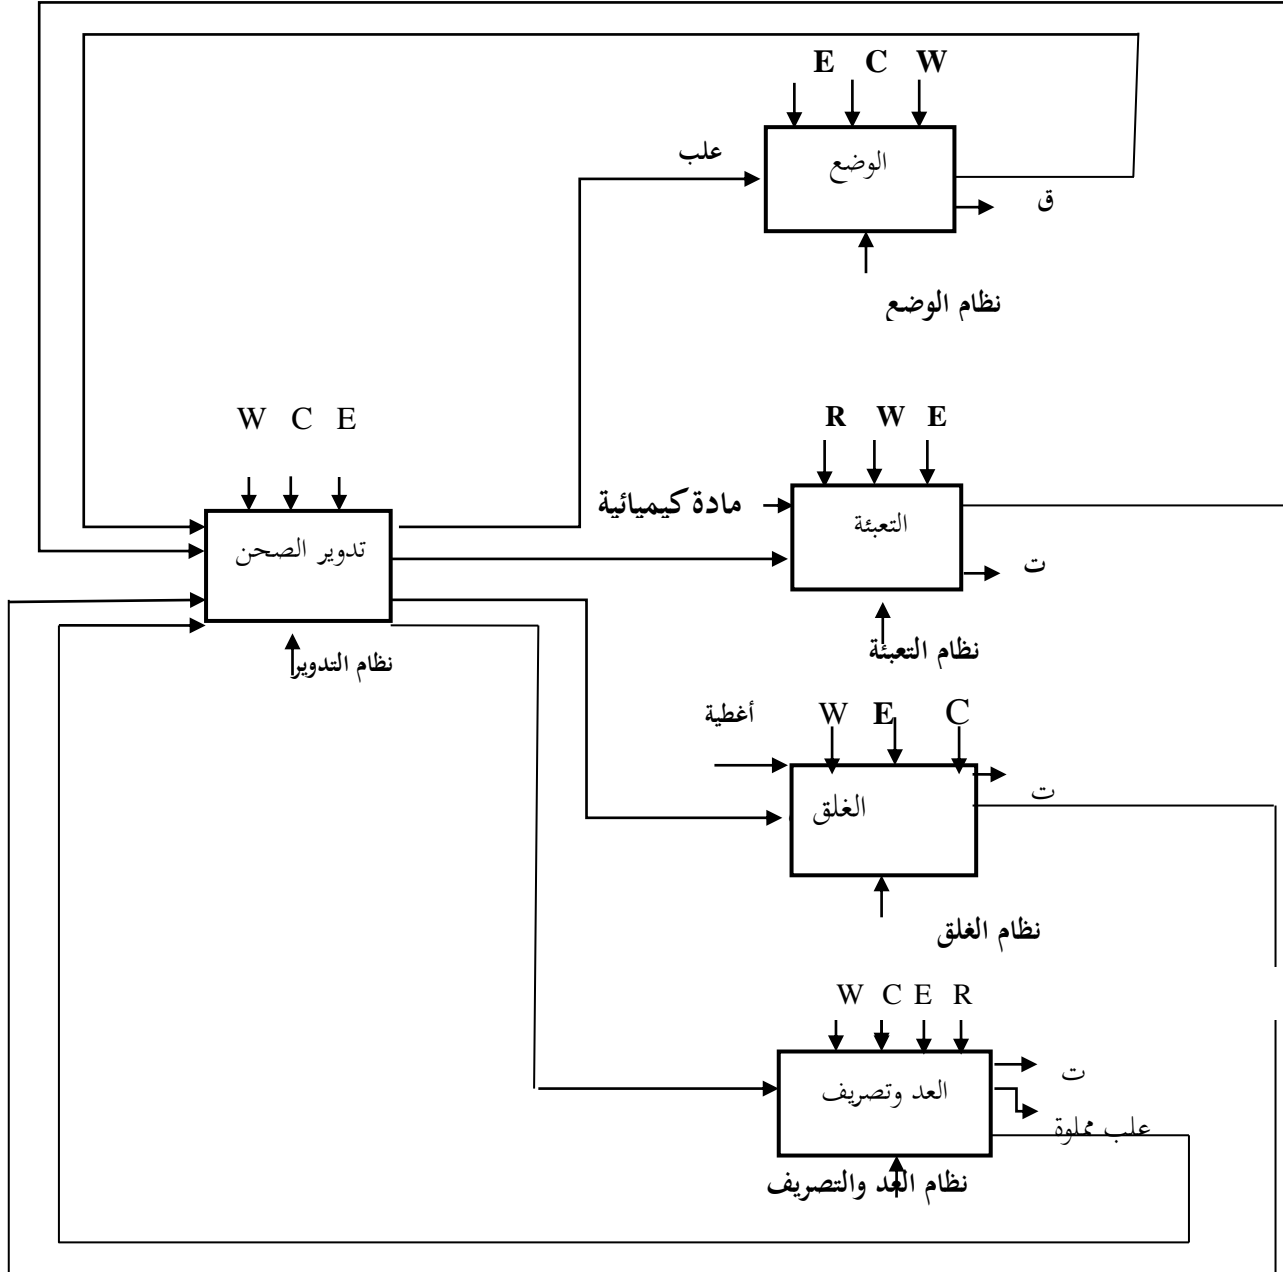 E C W
علب
الوضع
ق
نظام الوضع
W C E
R W E
مادة كيميائية
التعبئة
تدوير الصحن
ت
نظام التعبئة
نظام التدوير
أغطية
W E C
ت
الغلق
نظام الغلق
W C E R
ت
العد وتصريف
علب مملوة
نظام العد والتصريف